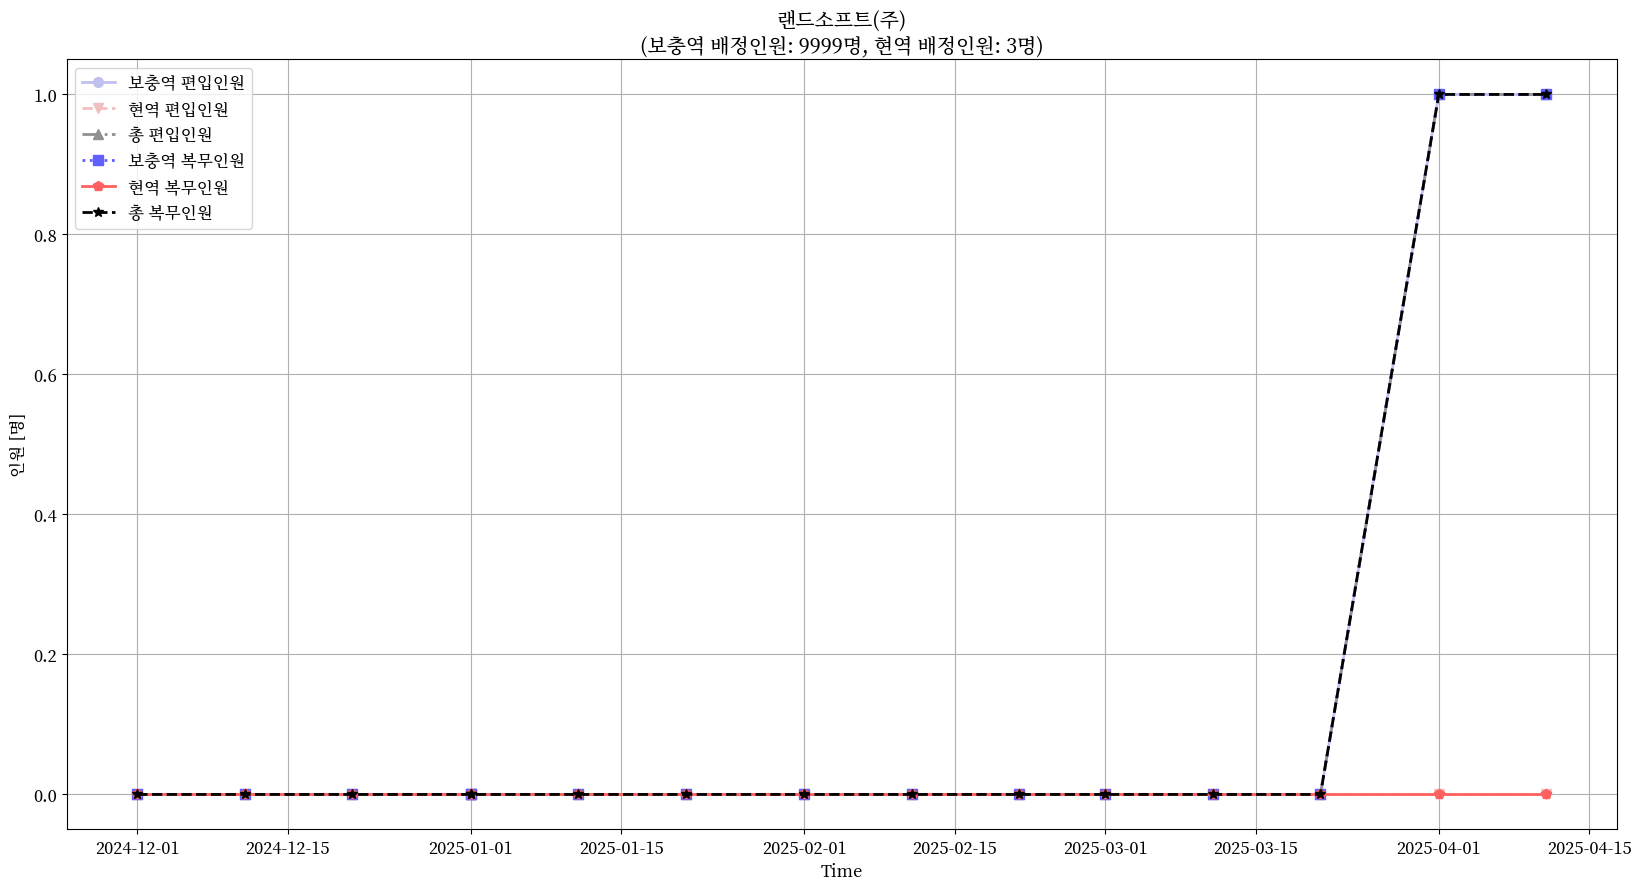 랜드소프트(주)
(보충역 배정인원: 9999명, 현역 배정인원: 3명)
보충역 편입인원
현역 편입인원
총 편입인원
보충역 복무인원
현역 복무인원
총 복무인원
인원 [명]
1.0
0.8
0.6
0.4
0.2
0.0
2024-12-01
2024-12-15
2025-01-01
2025-01-15
2025-02-01
2025-02-15
2025-03-01
2025-03-15
2025-04-01
2025-04-15
Time